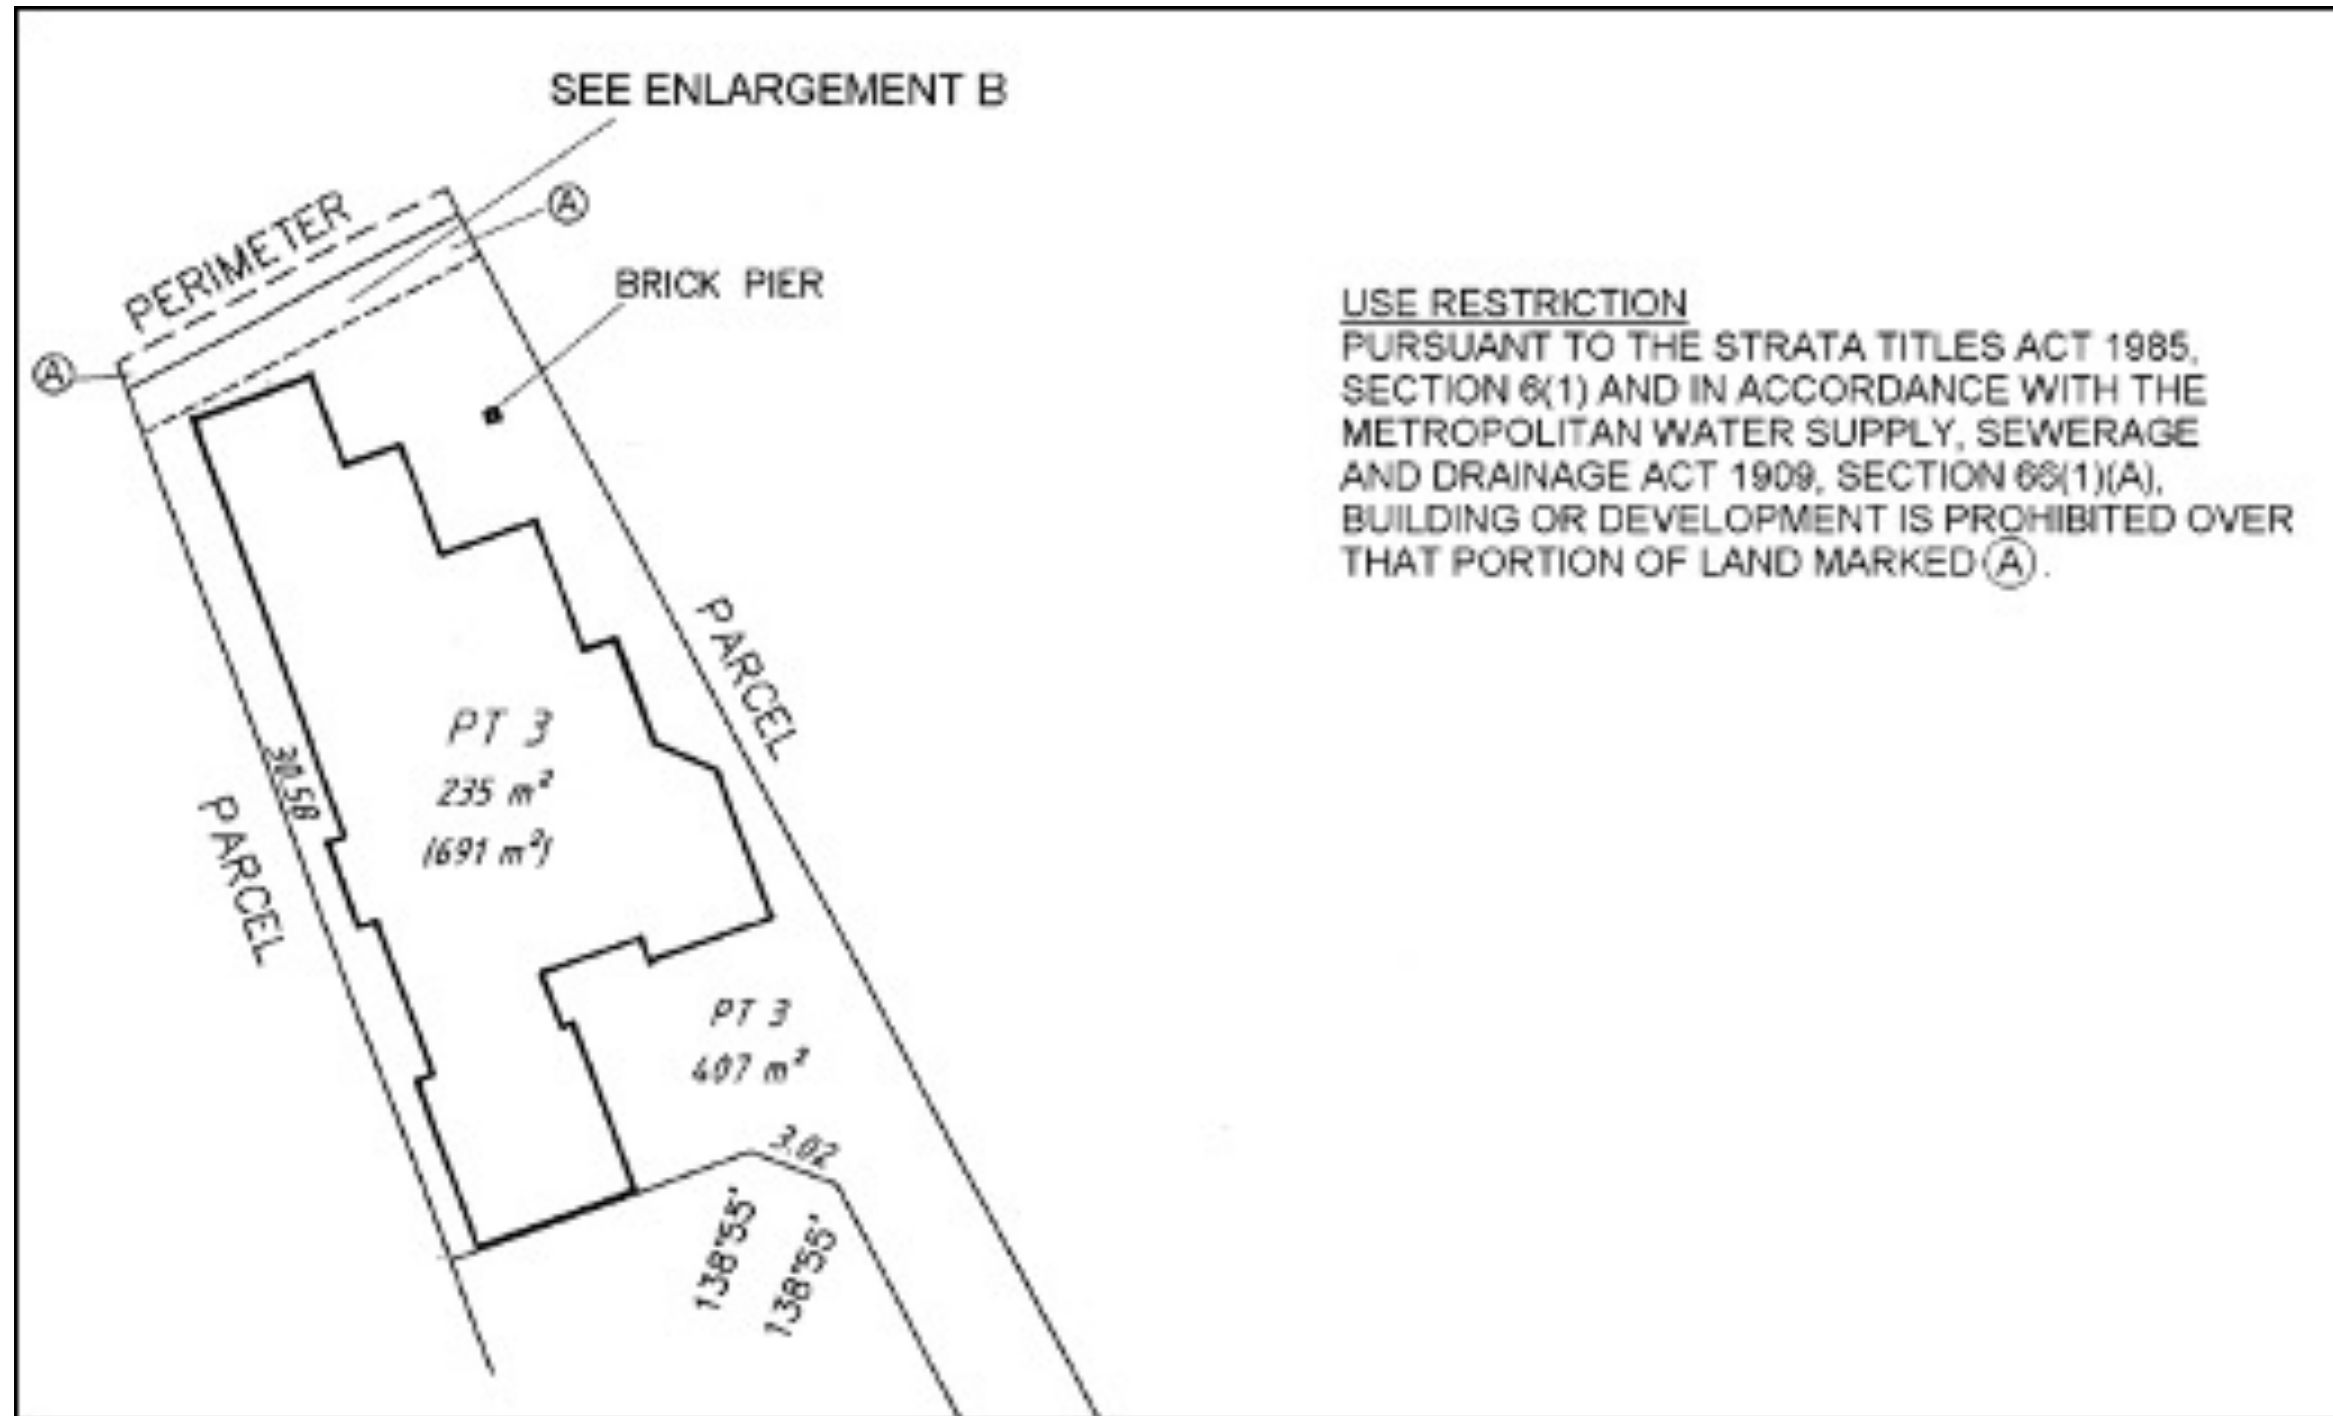 SEE ENLARGEMENT B
PERIMETER
A
A
BRICK PIER
USE RESTRICTION
PURSUANT TO THE STRATA TITLES ACT 1985,
SECTION 6(1) AND IN ACCORDANCE WITH THE
METROPOLITAN WATER SUPPLY, SEWERAGE
AND DRAINAGE ACT 1909, SECTION 66(1)(A),
BUILDING OR DEVELOPMENT IS PROHIBITED OVER
THAT PORTION OF LAND MARKED A.
PARCEL
PT 3
235 m²
(691 m²)
30.58
PARCEL
PT 3
407 m²
3.02
138°55'
138°55'